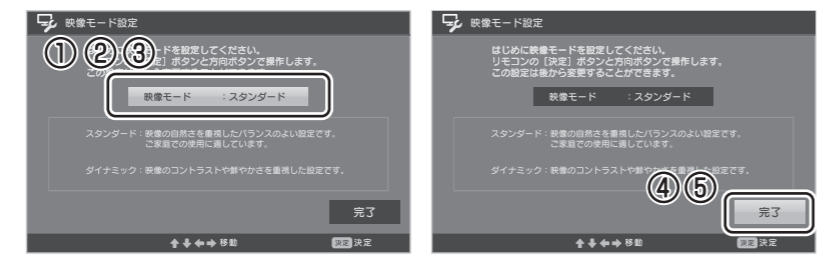 映像モード設定
①②③
ードを設定してください。
ボタンと方向ボタンで操作します。
映像モード ：スタンダード
スタンダード：映像の自然さを重視したバランスのよい設定です。
ご家庭での使用に適しています。
ダイナミック：映像のコントラストや鮮やかさを重視した設定です。
完了
移動
決定 決定
映像モード設定
はじめに映像モードを設定してください。
リモコンの［決定］ボタンと方向ボタンで操作します。
この設定は後から変更することができます。
映像モード ：スタンダード
スタンダード：映像の自然さを重視したバランスのよい設定です。
ご家庭での使用に適しています。
ダイナミック：映像のコントラストや鮮やかさを重視した設定です。
④⑤
完了
移動
決定 決定